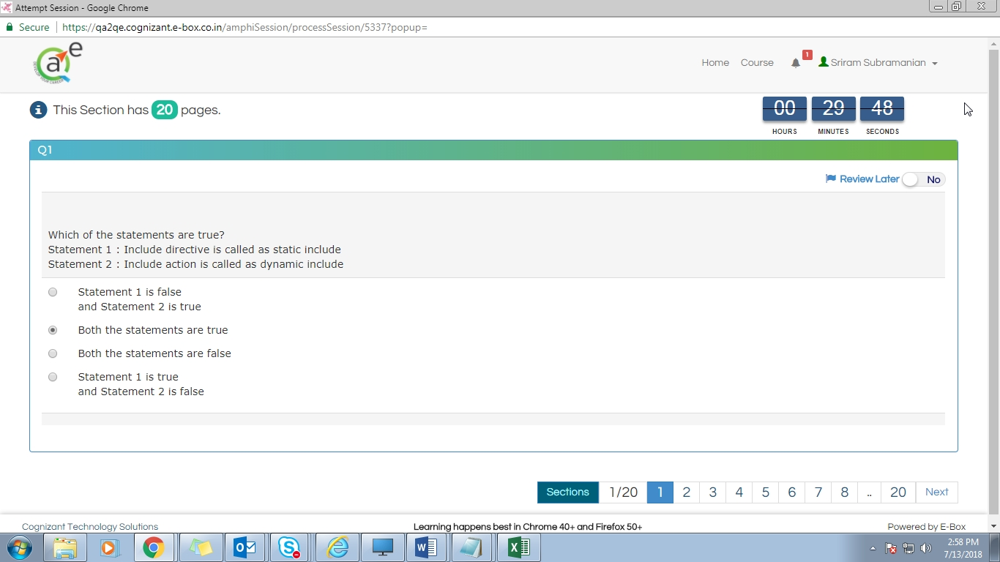 Attempt Session - Google Chrome
Secure https://qa2qe.cognizant.e-box.co.in/amphiSession/processSession/5337?popup=
a e
Home Course 1 Sriram Subramanian
This Section has 20 pages.
00 29 48
HOURS MINUTES SECONDS
Q1
Review Later No
Which of the statements are true?
Statement 1 : Include directive is called as static include
Statement 2 : Include action is called as dynamic include
Statement 1 is false
and Statement 2 is true
Both the statements are true
Both the statements are false
Statement 1 is true
and Statement 2 is false
Sections 1/20 1 2 3 4 5 6 7 8 .. 20 Next
Cognizant Technology Solutions Learning happens best in Chrome 40+ and Firefox 50+ Powered by E-Box
2:58 PM
7/13/2018